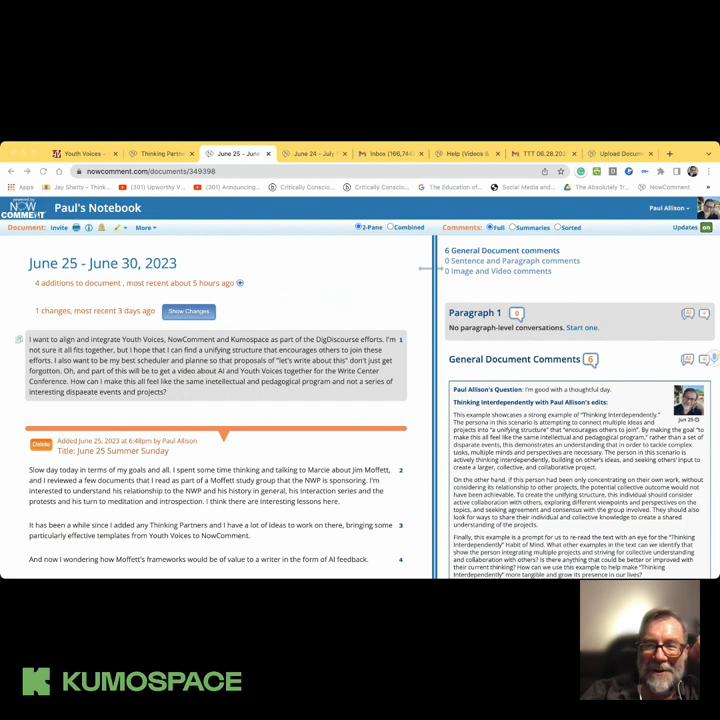 Youth Voices -
Thinking Partne
June 25 - June
June 24 - July
Inbox (166,74
Help (Videos &
TTT 06.28.202
Upload Docum
nowcomment.com/documents/349398
Apps
Jay Shetty - Think...
(301) Upworthy V...
(301) Announcing...
Critically Conscio...
Critically Conscio...
The Education of...
Social Media and...
The Absolutely Tr...
NowComment
powered by
NOW COMMENT
Paul's Notebook
Paul Allison
Document: Invite
More
2-Pane Combined
Comments: Full Summaries Sorted
Updates on
June 25 - June 30, 2023
4 additions to document , most recent about 5 hours ago
1 changes, most recent 3 days ago
Show Changes
I want to align and integrate Youth Voices, NowComment and Kumospace as part of the DigDiscourse efforts. I'm 1
not sure it all fits together, but I hope that I can find a unifying structure that encourages others to join these
efforts. I also want to be my best scheduler and planne so that proposals of "let's write about this" don't just get
forgotton. Oh, and part of this will be to get a video about AI and Youth Voices together for the Write Center
Conference. How can I make this all feel like the same inetellectual and pedagogical program and not a series of
interesting dispaeate events and projects?
Delete
Added June 25, 2023 at 6:48pm by Paul Allison
Title: June 25 Summer Sunday
Slow day today in terms of my goals and all. I spent some time thinking and talking to Marcie about Jim Moffett, 2
and I reviewed a few documents that I read as part of a Moffett study group that the NWP is sponsoring. I'm
interested to understand his relationship to the NWP and his history in general, his Interaction series and the
protests and his turn to meditation and introspection. I think there are interesting lessons here.
It has been a while since I added any Thinking Partners and I have a lot of ideas to work on there, bringing some 3
particularly effective templates from Youth Voices to NowComment.
And now I wondering how Moffett's frameworks would be of value to a writer in the form of AI feedback. 4
6 General Document comments
0 Sentence and Paragraph comments
0 Image and Video comments
Paragraph 1 0
AI
No paragraph-level conversations. Start one.
General Document Comments 6
AI
Paul Allison's Question: I'm good with a thoughtful day.
Thinking Interdependently with Paul Allison's edits:
Jun 25
This example showcases a strong example of "Thinking Interdependently."
The persona in this scenario is attempting to connect multiple ideas and
projects into "a unifying structure" that "encourages others to join". By making the goal "to
make this all feel like the same intellectual and pedagogical program," rather than a set of
disparate events, this demonstrates an understanding that in order to tackle complex
tasks, multiple minds and perspectives are necessary. The person in this scenario is
actively thinking interdependently, building on other's ideas, and seeking others' input to
create a larger, collective, and collaborative project.
On the other hand, if this person had been only concentrating on their own work, without
considering its relationship to other projects, the potential collective outcome would not
have been achievable. To create the unifying structure, this individual should consider
active collaboration with others, exploring different viewpoints and perspectives on the
topics, and seeking agreement and consensus with the group involved. They should also
look for ways to share their individual and collective knowledge to create a shared
understanding of the projects.
Finally, this example is a prompt for us to re-read the text with an eye for the "Thinking
Interdependently" Habit of Mind. What other examples in the text can we identify that
show the person integrating multiple projects and striving for collective understanding
and collaboration with others? Is there anything that could be better or improved with
their current thinking? How can we use this example to help make "Thinking
Interdependently" more tangible and grow its presence in our lives?
KUMOSPACE